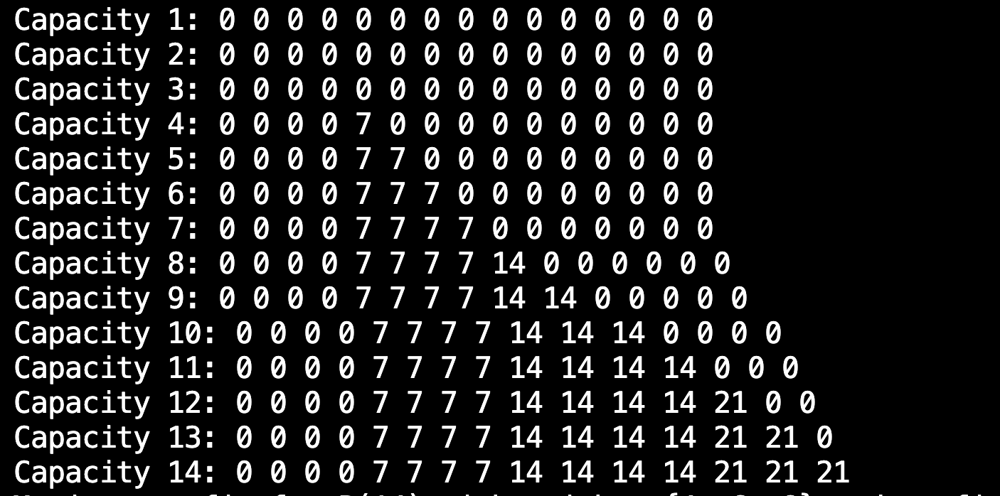 Capacity 1: 0 0 0 0 0 0 0 0 0 0 0 0 0 0 0
Capacity 2: 0 0 0 0 0 0 0 0 0 0 0 0 0 0 0
Capacity 3: 0 0 0 0 0 0 0 0 0 0 0 0 0 0 0
Capacity 4: 0 0 0 0 7 0 0 0 0 0 0 0 0 0 0
Capacity 5: 0 0 0 0 7 7 0 0 0 0 0 0 0 0 0
Capacity 6: 0 0 0 0 7 7 7 0 0 0 0 0 0 0 0
Capacity 7: 0 0 0 0 7 7 7 7 0 0 0 0 0 0 0
Capacity 8: 0 0 0 0 7 7 7 7 14 0 0 0 0 0 0
Capacity 9: 0 0 0 0 7 7 7 7 14 14 0 0 0 0 0
Capacity 10: 0 0 0 0 7 7 7 7 14 14 14 0 0 0 0
Capacity 11: 0 0 0 0 7 7 7 7 14 14 14 14 0 0 0
Capacity 12: 0 0 0 0 7 7 7 7 14 14 14 14 21 0 0
Capacity 13: 0 0 0 0 7 7 7 7 14 14 14 14 21 21 0
Capacity 14: 0 0 0 0 7 7 7 7 14 14 14 14 21 21 21